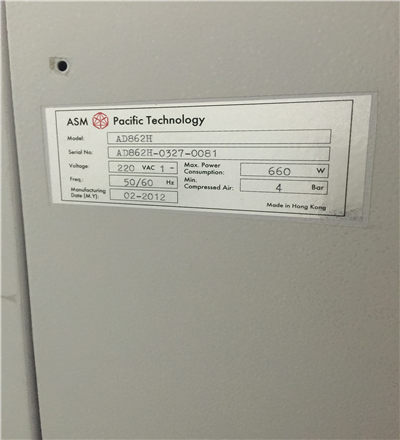 ASM Pacific Technology
Model: AD862H
Serial No: AD862H-0327-0081
Voltage: 220 VAC 1~ Max. Power Consumption: 660 W
Freq.: 50/60 Hz Min. Compressed Air: 4 Bar
Manufacturing Date (M.Y): 02-2012
Made in Hong Kong